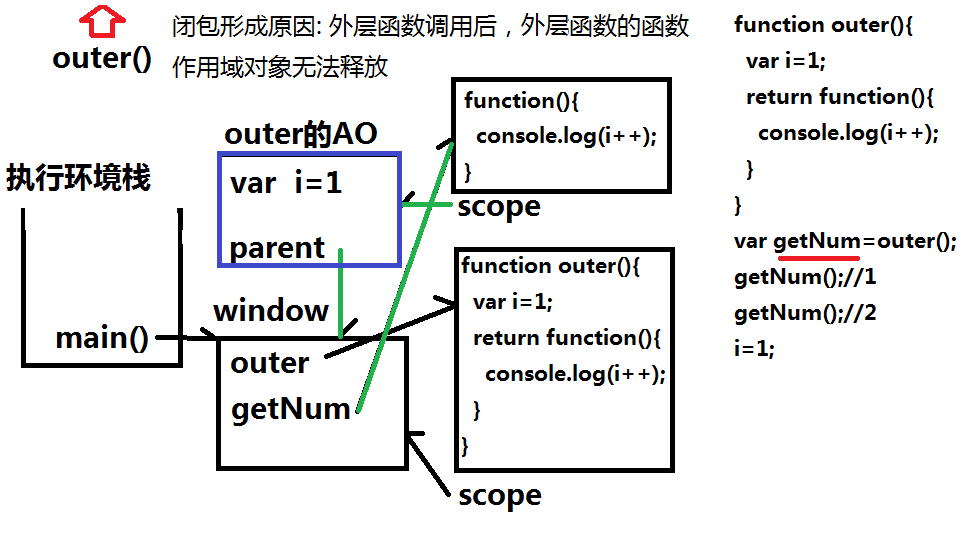 闭包形成原因: 外层函数调用后，外层函数的函数
作用域对象无法释放
outer()
执行环境栈
main()
outer的AO
var i=1
parent
window
outer
getNum
function(){
console.log(i++);
}
scope
function outer(){
var i=1;
return function(){
console.log(i++);
}
}
scope
function outer(){
var i=1;
return function(){
console.log(i++);
}
}
var getNum=outer();
getNum();//1
getNum();//2
i=1;